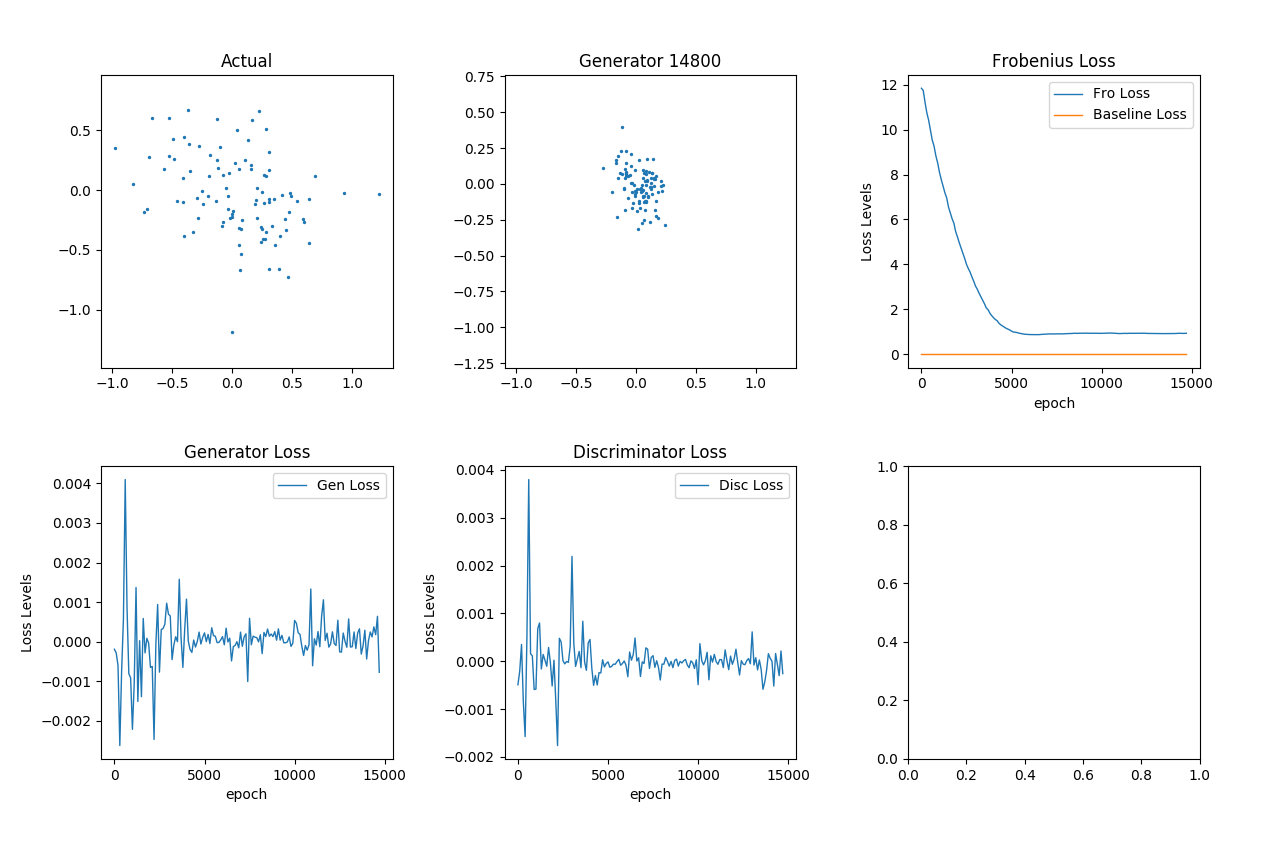 Actual
0.5
0.0
−0.5
−1.0
−1.0 −0.5 0.0 0.5 1.0
Generator 14800
0.75
0.50
0.25
0.00
−0.25
−0.50
−0.75
−1.00
−1.25
−1.0 −0.5 0.0 0.5 1.0
Frobenius Loss
Fro Loss
Baseline Loss
Loss Levels
12
10
8
6
4
2
0
0 5000 10000 15000
epoch
Generator Loss
Gen Loss
Loss Levels
0.004
0.003
0.002
0.001
0.000
−0.001
−0.002
0 5000 10000 15000
epoch
Discriminator Loss
Disc Loss
Loss Levels
0.004
0.003
0.002
0.001
0.000
−0.001
−0.002
0 5000 10000 15000
epoch
1.0
0.8
0.6
0.4
0.2
0.0
0.0 0.2 0.4 0.6 0.8 1.0